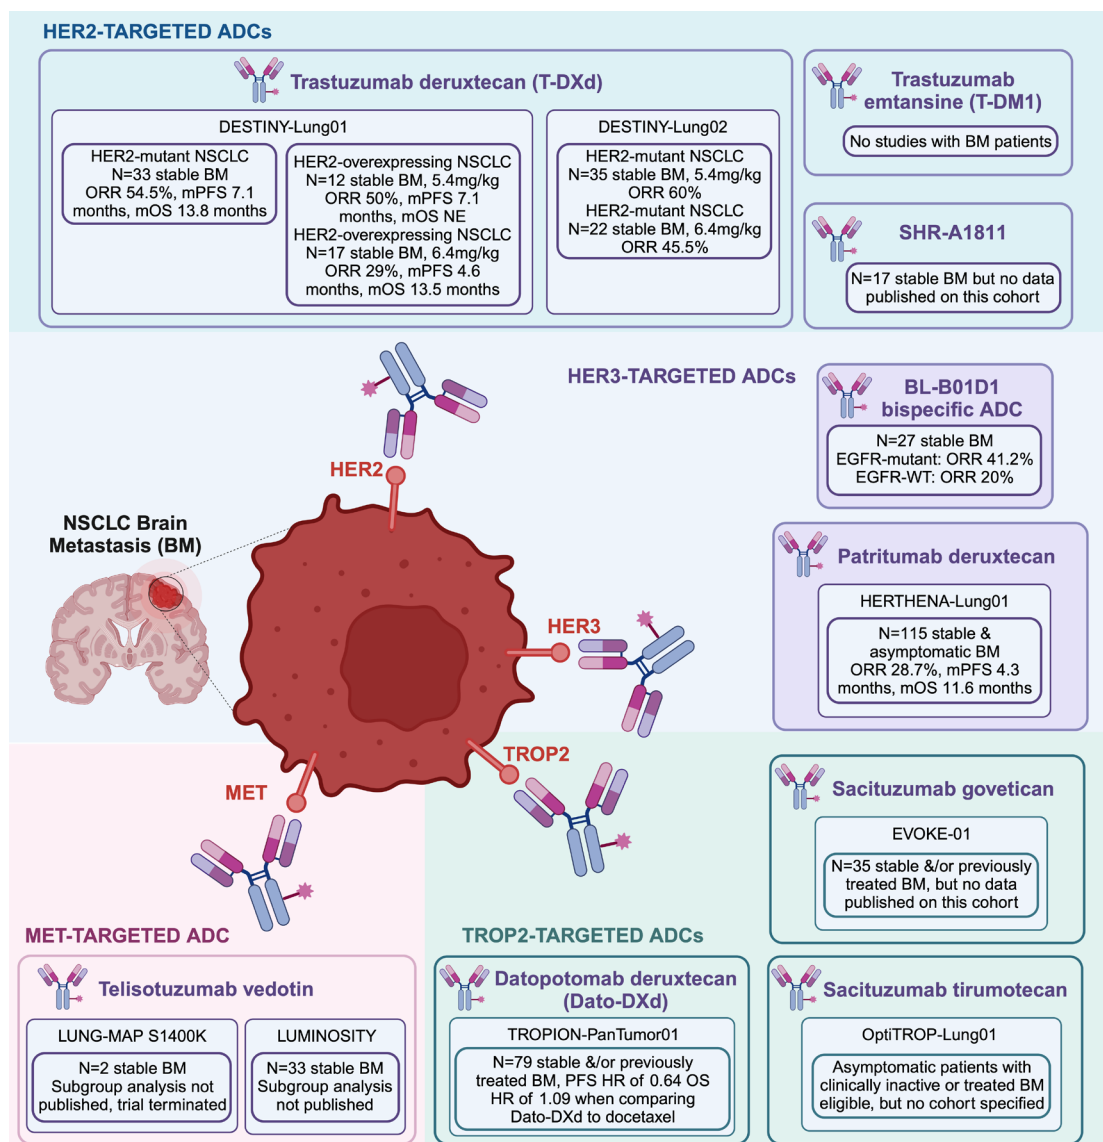 HER2-TARGETED ADCs
Trastuzumab deruxtecan (T-DXd)
DESTINY-Lung01
HER2-mutant NSCLC
N=33 stable BM
ORR 54.5%, mPFS 7.1
months, mOS 13.8 months
HER2-overexpressing NSCLC
N=12 stable BM, 5.4mg/kg
ORR 50%, mPFS 7.1
months, mOS NE
HER2-overexpressing NSCLC
N=17 stable BM, 6.4mg/kg
ORR 29%, mPFS 4.6
months, mOS 13.5 months
DESTINY-Lung02
HER2-mutant NSCLC
N=35 stable BM, 5.4mg/kg
ORR 60%
HER2-mutant NSCLC
N=22 stable BM, 6.4mg/kg
ORR 45.5%
Trastuzumab
emtansine (T-DM1)
No studies with BM patients
SHR-A1811
N=17 stable BM but no data
published on this cohort
HER3-TARGETED ADCs
BL-B01D1
bispecific ADC
N=27 stable BM
EGFR-mutant: ORR 41.2%
EGFR-WT: ORR 20%
Patritumab deruxtecan
HERTHENA-Lung01
N=115 stable &
asymptomatic BM
ORR 28.7%, mPFS 4.3
months, mOS 11.6 months
NSCLC Brain
Metastasis (BM)
HER2
HER3
TROP2
MET
Sacituzumab govetican
EVOKE-01
N=35 stable &/or previously
treated BM, but no data
published on this cohort
MET-TARGETED ADC
Telisotuzumab vedotin
LUNG-MAP S1400K
N=2 stable BM
Subgroup analysis not
published, trial terminated
LUMINOSITY
N=33 stable BM
Subgroup analysis
not published
TROP2-TARGETED ADCs
Datopotomab deruxtecan
(Dato-DXd)
TROPION-PanTumor01
N=79 stable &/or previously
treated BM, PFS HR of 0.64 OS
HR of 1.09 when comparing
Dato-DXd to docetaxel
Sacituzumab tirumotecan
OptiTROP-Lung01
Asymptomatic patients with
clinically inactive or treated BM
eligible, but no cohort specified